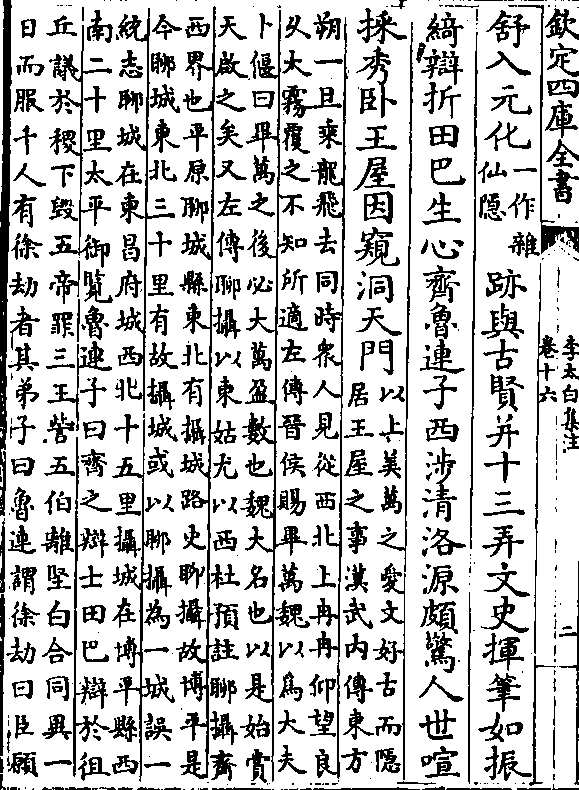 欽定四庫全書
李太白集注
卷十六
二
舒入元化
一作雜
仙隱
跡與古賢并十三弄文史揮筆如振
綺辯折田巴生心齊魯連子西涉清洛源頗驚人世喧
採秀卧王屋因窺洞天門
以上美萬之愛文好古而隱
居王屋之事漢武内傳東方
朔一旦乘龍飛去同時衆人見從西北上冉冉仰望良
乆大霧覆之不知所適左傳晉侯賜畢萬魏以為大夫
卜偃曰畢萬之後必大萬盈數也魏大名也以是始賞
天啟之矣又左傳聊攝以東姑尤以西杜預註聊攝齊
西界也平原聊城縣東北有攝城路史聊攝故博平是
今聊城東北三十里有故攝城或以聊攝為一城誤一
統志聊城在東昌府城西北十五里攝城在博平縣西
南二十里太平御覽魯連子曰齊之辯士田巴辯於徂
丘議於稷下毁五帝罪三王訾五伯離堅白合同異一
日而服千人有徐劫者其弟子曰魯連謂徐劫曰臣願